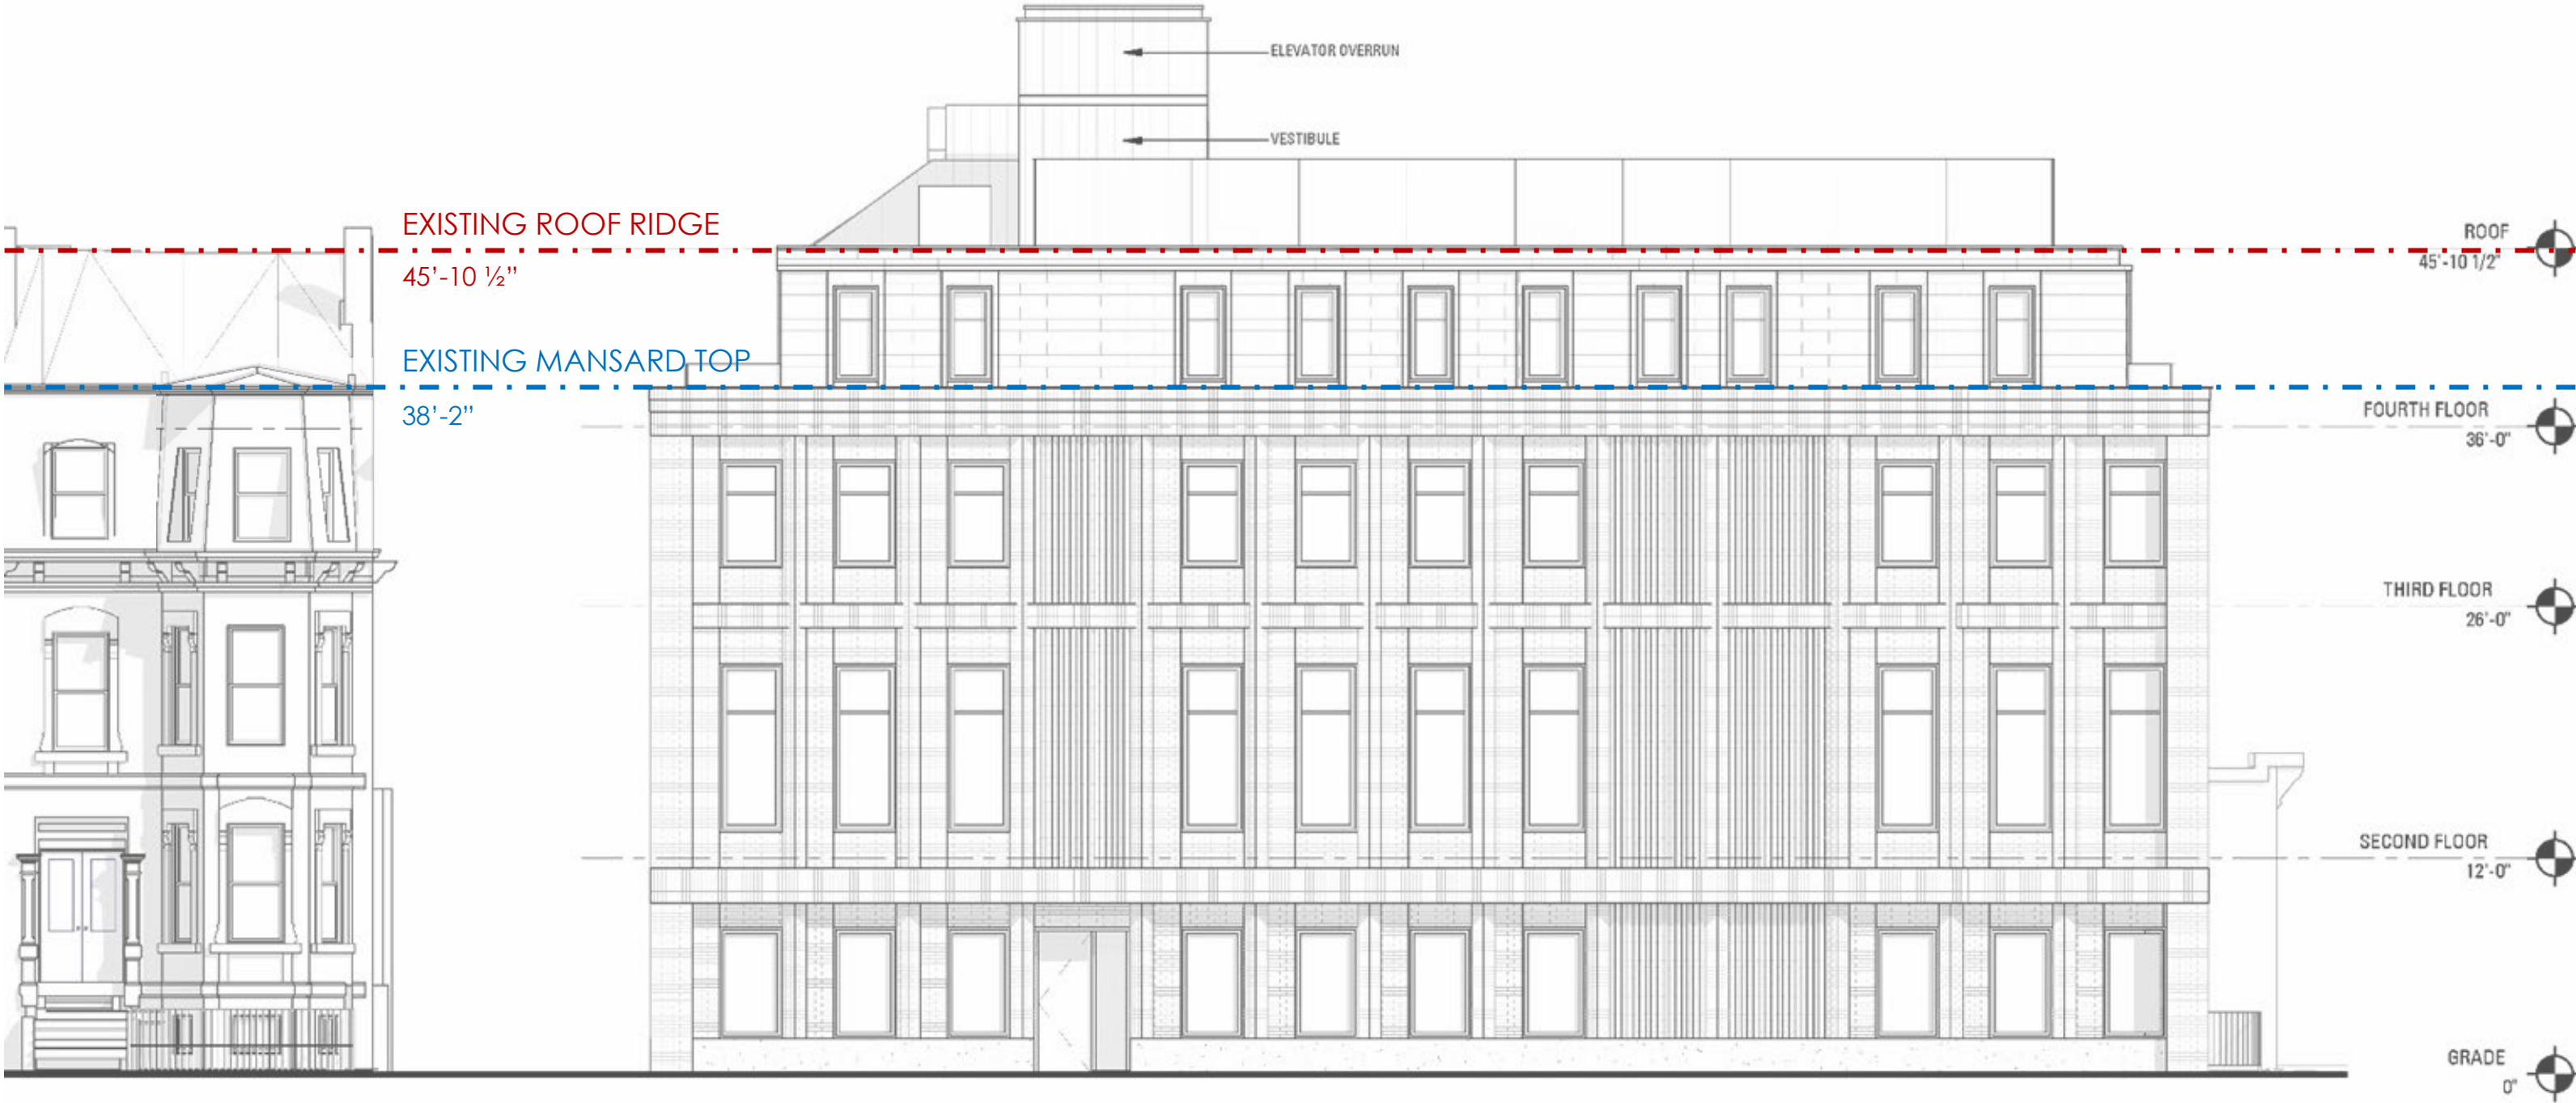 ELEVATOR OVERRUN
VESTIBULE
EXISTING ROOF RIDGE
45'-10 ½”
ROOF
45'-10 1/2"
EXISTING MANSARD TOP
38'-2”
FOURTH FLOOR
36'-0"
THIRD FLOOR
26'-0"
SECOND FLOOR
12'-0"
GRADE
0"